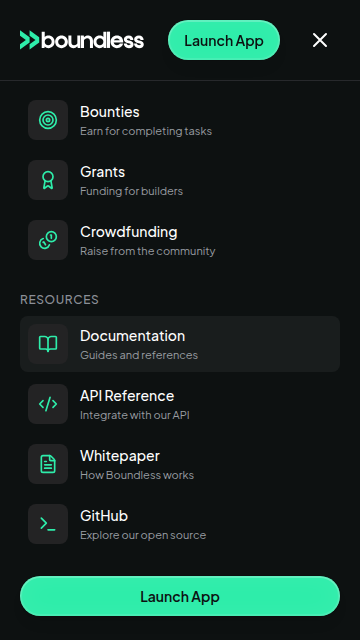 boundless
Launch App
Bounties
Earn for completing tasks
Grants
Funding for builders
Crowdfunding
Raise from the community
RESOURCES
Documentation
Guides and references
API Reference
Integrate with our API
Whitepaper
How Boundless works
GitHub
Explore our open source
Launch App